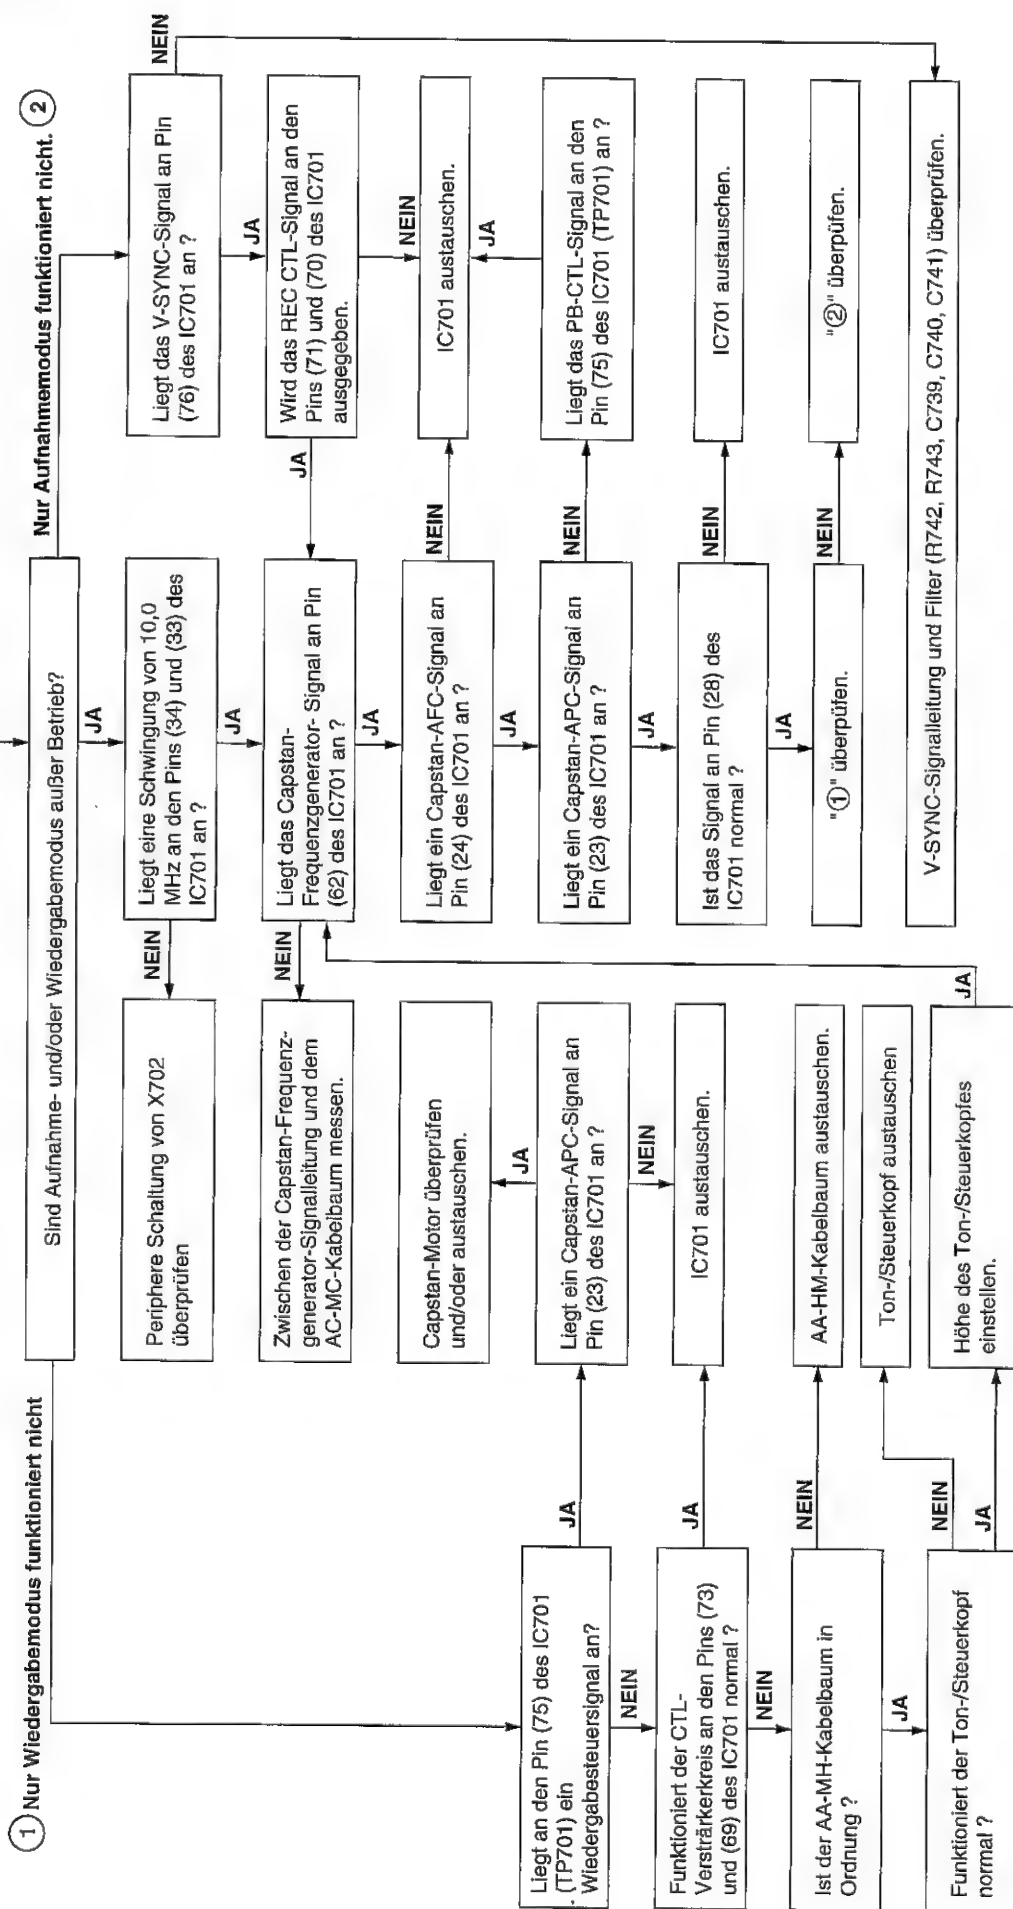 ① Nur Wiedergabemodus funktioniert nicht
Nur Aufnahmemodus funktioniert nicht. ②
Sind Aufnahme- und/oder Wiedergabemodus außer Betrieb?
JA
Liegt eine Schwingung von 10,0
MHz an den Pins (34) und (33) des
IC701 an ?
NEIN
Periphere Schaltung von X702
überprüfen
JA
Liegt das Capstan-
Frequenzgenerator- Signal an Pin
(62) des IC701 an ?
NEIN
Zwischen der Capstan-Frequenz-
generator-Signalleitung und dem
AC-MC-Kabelbaum messen.
JA
Liegt ein Capstan-AFC-Signal an
Pin (24) des IC701 an ?
NEIN
JA
Liegt ein Capstan-APC-Signal an
Pin (23) des IC701 an ?
NEIN
JA
Ist das Signal an Pin (28) des
IC701 normal ?
NEIN
IC701 austauschen.
JA
"①" überprüfen.
NEIN
"②" überpüfen.
Liegt das V-SYNC-Signal an Pin
(76) des IC701 an ?
NEIN
JA
Wird das REC CTL-Signal an den
Pins (71) und (70) des IC701
ausgegeben.
JA
NEIN
IC701 austauschen.
JA
Liegt das PB-CTL-Signal an den
Pin (75) des IC701 (TP701) an ?
V-SYNC-Signalleitung und Filter (R742, R743, C739, C740, C741) überprüfen.
Liegt an den Pin (75) des IC701
. (TP701) ein
Wiedergabesteuersignal an?
JA
Liegt ein Capstan-APC-Signal an
Pin (23) des IC701 an ?
JA
Capstan-Motor überprüfen
und/oder austauschen.
NEIN
IC701 austauschen.
NEIN
Funktioniert der CTL-
Versträrkerkreis an den Pins (73)
und (69) des IC701 normal ?
JA
NEIN
Ist der AA-MH-Kabelbaum in
Ordnung ?
NEIN
AA-HM-Kabelbaum austauschen.
JA
Funktioniert der Ton-/Steuerkopf
normal ?
NEIN
Ton-/Steuerkopf austauschen
JA
Höhe des Ton-/Steuerkopfes
einstellen.
JA